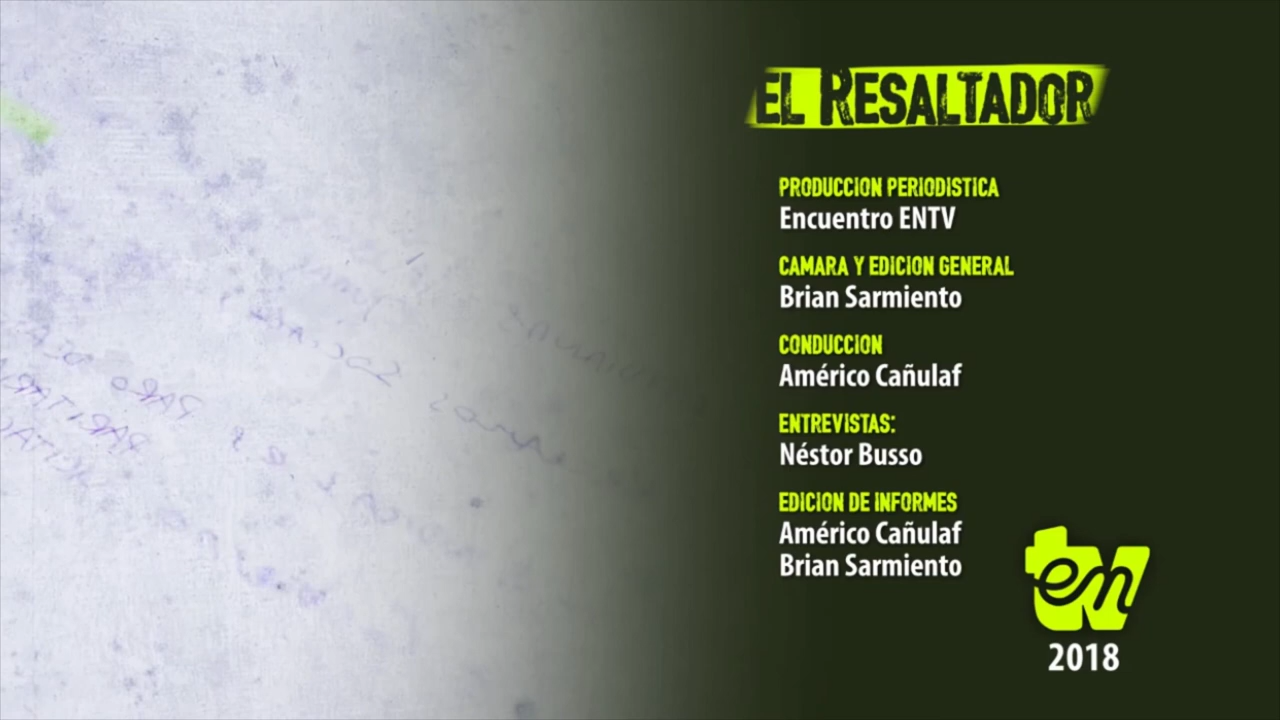 EL RESALTADOR
PRODUCCION PERIODISTICA
Encuentro ENTV
CAMARA Y EDICION GENERAL
Brian Sarmiento
CONDUCCION
Américo Cañulaf
ENTREVISTAS:
Néstor Busso
EDICION DE INFORMES
Américo Cañulaf
Brian Sarmiento
en tv
2018